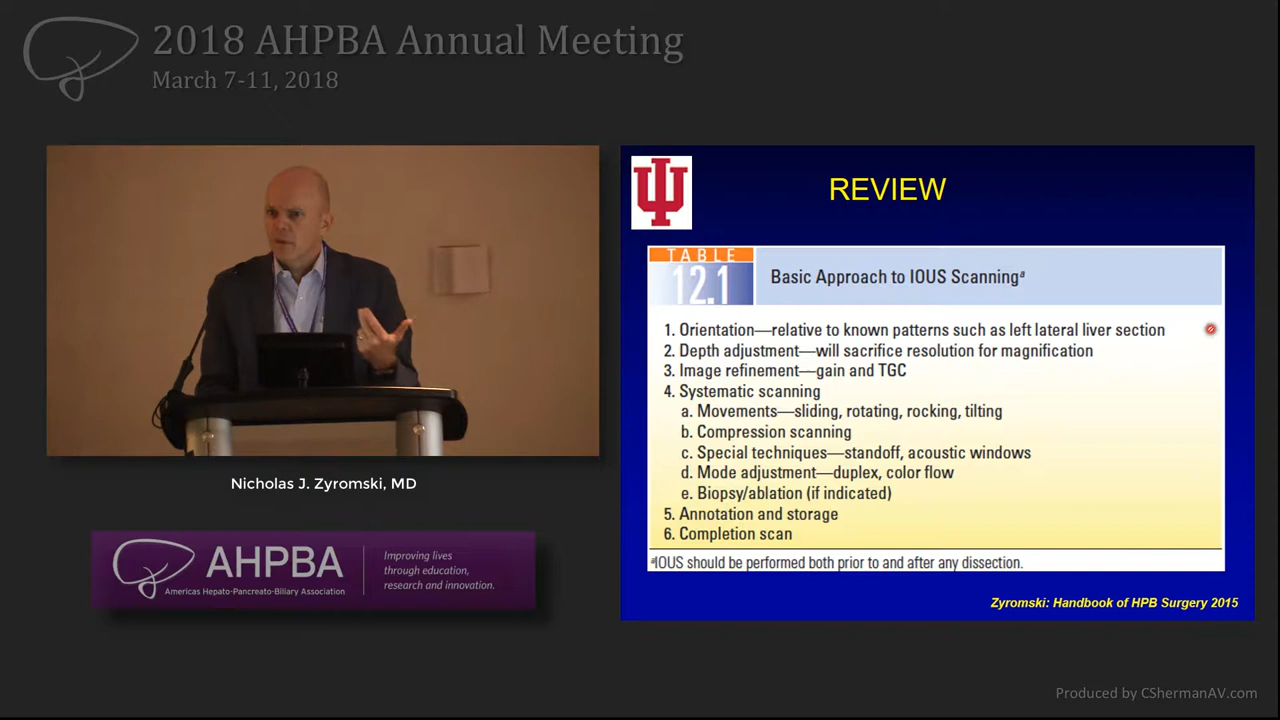 2018 AHPBA Annual Meeting
March 7-11, 2018
Nicholas J. Zyromski, MD
AHPBA
Americas Hepato-Pancreato-Biliary Association
Improving lives
through education,
research and innovation.
REVIEW
TABLE
12.1
Basic Approach to IOUS Scanningᵃ
1. Orientation—relative to known patterns such as left lateral liver section
2. Depth adjustment—will sacrifice resolution for magnification
3. Image refinement—gain and TGC
4. Systematic scanning
a. Movements—sliding, rotating, rocking, tilting
b. Compression scanning
c. Special techniques—standoff, acoustic windows
d. Mode adjustment—duplex, color flow
e. Biopsy/ablation (if indicated)
5. Annotation and storage
6. Completion scan
ᵃIOUS should be performed both prior to and after any dissection.
Zyromski: Handbook of HPB Surgery 2015
Produced by CShermanAV.com